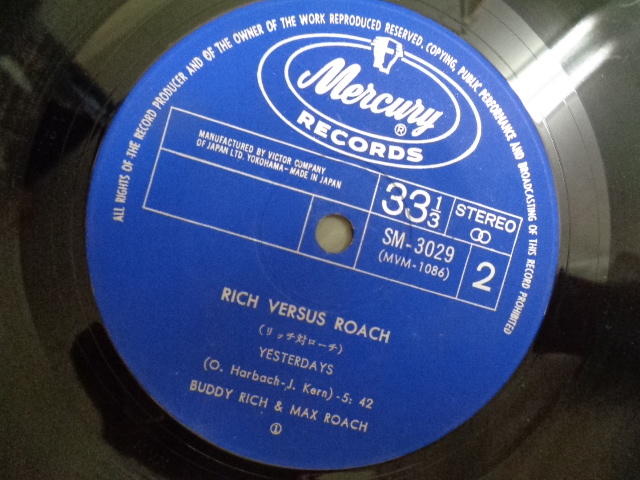 ALL RIGHTS OF THE RECORD PRODUCER AND OF THE OWNER OF THE WORK REPRODUCED RESERVED. COPYING, PUBLIC PERFORMANCE AND BROADCASTING OF THIS RECORD PROHIBITED
Mercury
®
RECORDS
MANUFACTURED BY VICTOR COMPANY
OF JAPAN LTD. YOKOHAMA-MADE IN JAPAN
33 1/3
STEREO
SM-3029
(MVM-1086)
2
RICH VERSUS ROACH
(リッチ対ローチ)
YESTERDAYS
(O. Harbach-J. Kern)-5:42
BUDDY RICH & MAX ROACH
①